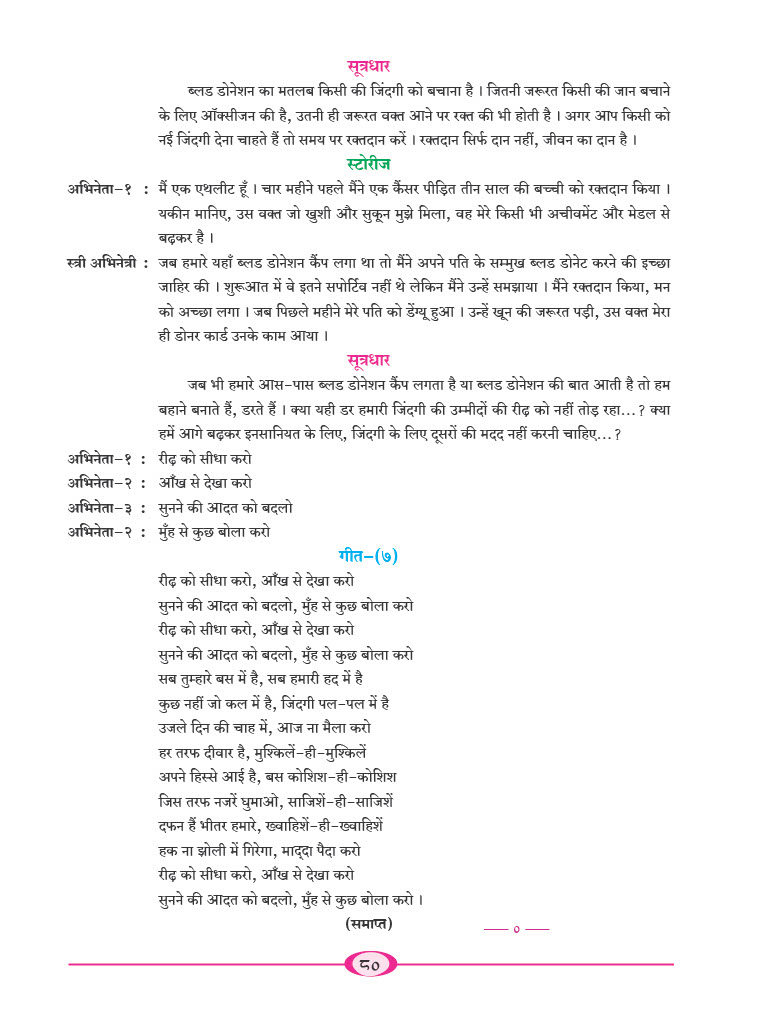 सूत्रधार
ब्लड डोनेशन का मतलब किसी की जिंदगी को बचाना है । जितनी जरूरत किसी की जान बचाने
के लिए ऑक्सीजन की है, उतनी ही जरूरत वक्त आने पर रक्त की भी होती है । अगर आप किसी को
नई जिंदगी देना चाहते हैं तो समय पर रक्तदान करें । रक्तदान सिर्फ दान नहीं, जीवन का दान है ।
स्टोरीज
अभिनेता-१ : मैं एक एथलीट हूँ । चार महीने पहले मैंने एक कैंसर पीड़ित तीन साल की बच्ची को रक्तदान किया ।
यकीन मानिए, उस वक्त जो खुशी और सुकून मुझे मिला, वह मेरे किसी भी अचीवमेंट और मेडल से
बढ़कर है ।
स्त्री अभिनेत्री : जब हमारे यहाँ ब्लड डोनेशन कैंप लगा था तो मैंने अपने पति के सम्मुख ब्लड डोनेट करने की इच्छा
जाहिर की । शुरूआत में वे इतने सपोर्टिव नहीं थे लेकिन मैंने उन्हें समझाया । मैंने रक्तदान किया, मन
को अच्छा लगा । जब पिछले महीने मेरे पति को डेंग्यू हुआ । उन्हें खून की जरूरत पड़ी, उस वक्त मेरा
ही डोनर कार्ड उनके काम आया ।
सूत्रधार
जब भी हमारे आस-पास ब्लड डोनेशन कैंप लगता है या ब्लड डोनेशन की बात आती है तो हम
बहाने बनाते हैं, डरते हैं । क्या यही डर हमारी जिंदगी की उम्मीदों की रीढ़ को नहीं तोड़ रहा...? क्या
हमें आगे बढ़कर इनसानियत के लिए, जिंदगी के लिए दूसरों की मदद नहीं करनी चाहिए...?
अभिनेता-१ : रीढ़ को सीधा करो
अभिनेता-२ : आँख से देखा करो
अभिनेता-३ : सुनने की आदत को बदलो
अभिनेता-२ : मुँह से कुछ बोला करो
गीत-(७)
रीढ़ को सीधा करो, आँख से देखा करो
सुनने की आदत को बदलो, मुँह से कुछ बोला करो
रीढ़ को सीधा करो, आँख से देखा करो
सुनने की आदत को बदलो, मुँह से कुछ बोला करो
सब तुम्हारे बस में है, सब हमारी हद में है
कुछ नहीं जो कल में है, जिंदगी पल-पल में है
उजले दिन की चाह में, आज ना मैला करो
हर तरफ दीवार है, मुश्किलें-ही-मुश्किलें
अपने हिस्से आई है, बस कोशिश-ही-कोशिश
जिस तरफ नजरें घुमाओ, साजिशें-ही-साजिशें
दफन हैं भीतर हमारे, ख्वाहिशें-ही-ख्वाहिशें
हक ना झोली में गिरेगा, माद्दा पैदा करो
रीढ़ को सीधा करो, आँख से देखा करो
सुनने की आदत को बदलो, मुँह से कुछ बोला करो ।
(समाप्त)
—— ० ——
८०